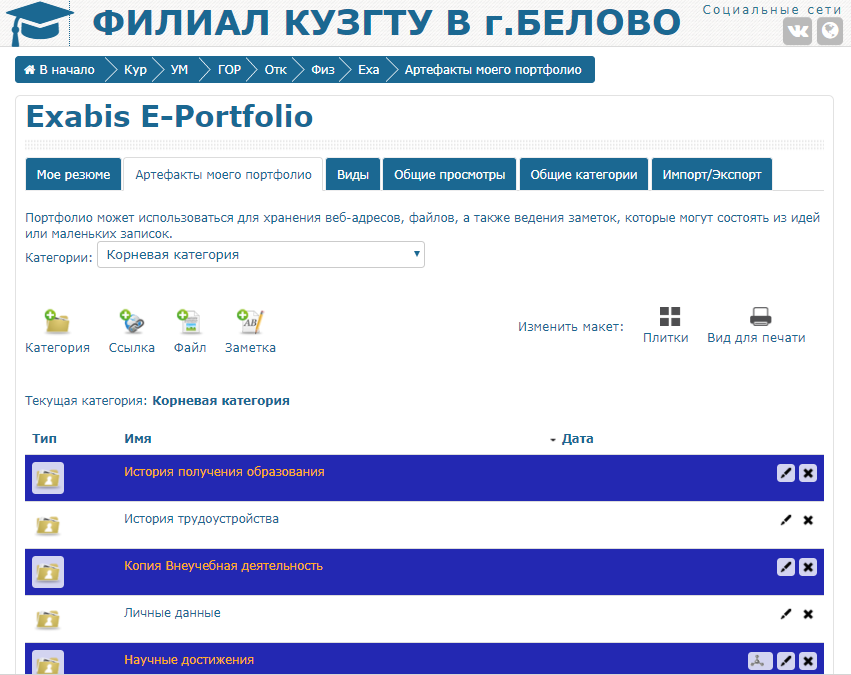 ФИЛИАЛ КУЗГТУ В г.БЕЛОВО
Социальные сети
В начало Кур УМ ГОР Отк Физ Exa Артефакты моего портфолио
Exabis E-Portfolio
Мое резюме Артефакты моего портфолио Виды Общие просмотры Общие категории Импорт/Экспорт
Портфолио может использоваться для хранения веб-адресов, файлов, а также ведения заметок, которые могут состоять из идей
или маленьких записок.
Категории: Корневая категория
Категория Ссылка Файл Заметка
Изменить макет: Плитки Вид для печати
Текущая категория: Корневая категория
Тип Имя Дата
История получения образования
История трудоустройства
Копия Внеучебная деятельность
Личные данные
Научные достижения